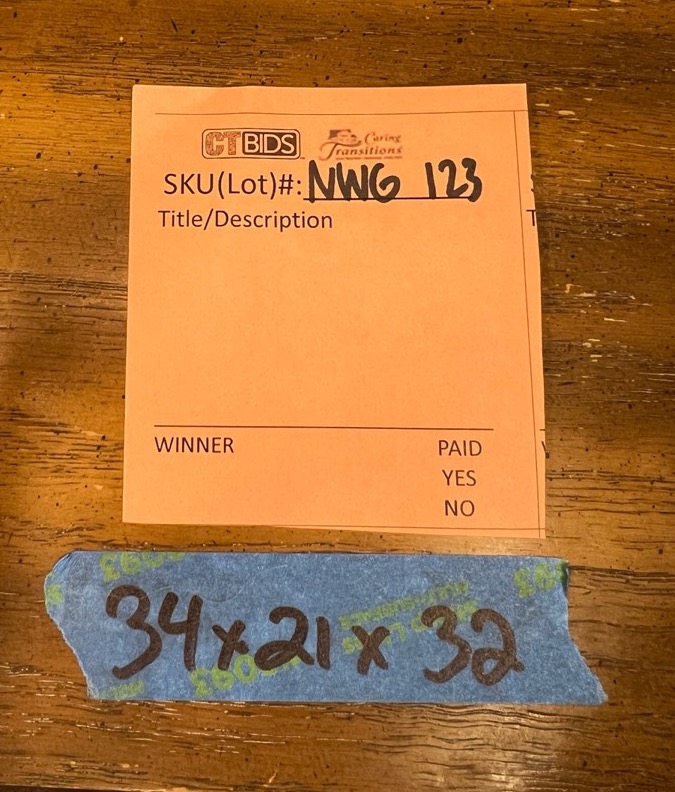 CTBIDS
Caring
Transitions
SKU(Lot)#: NWG 123
Title/Description
WINNER PAID
YES
NO
34x21x32